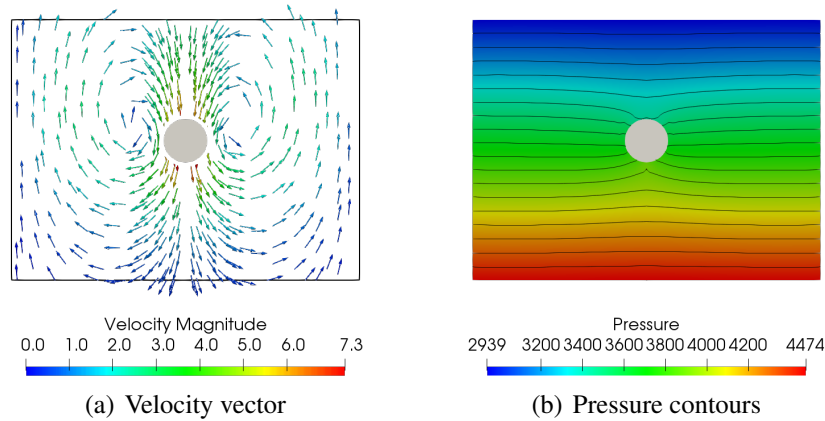 Velocity Magnitude
0.0 1.0 2.0 3.0 4.0 5.0 6.0 7.3
(a) Velocity vector
Pressure
2939 3200 3400 3600 3800 4000 4200 4474
(b) Pressure contours